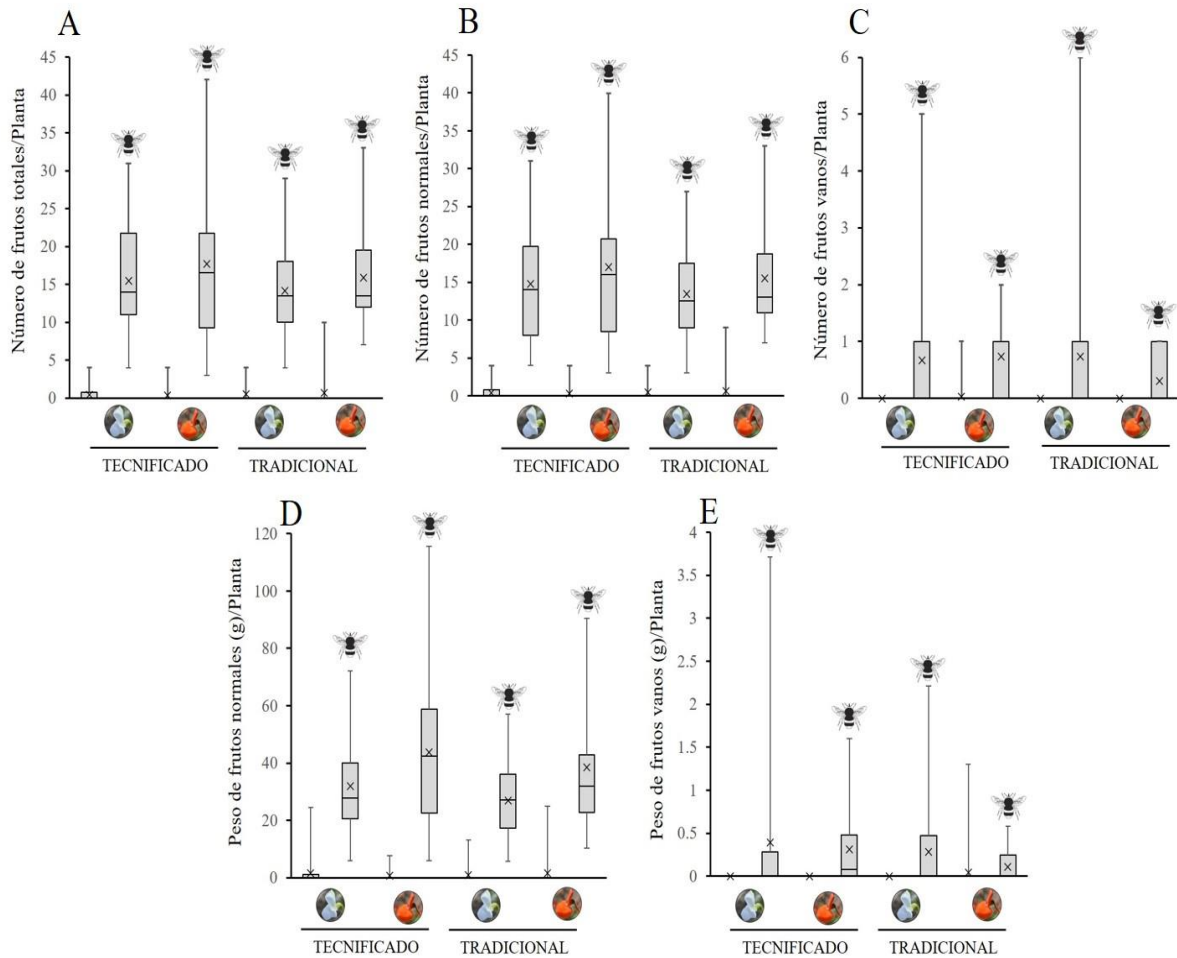 A
Número de frutos totales/Planta
45
40
35
30
25
20
15
10
5
0
TECNIFICADO
TRADICIONAL
B
Número de frutos normales/Planta
45
40
35
30
25
20
15
10
5
0
TECNIFICADO
TRADICIONAL
C
Número de frutos vanos/Planta
6
5
4
3
2
1
0
TECNIFICADO
TRADICIONAL
D
Peso de frutos normales (g)/Planta
120
100
80
60
40
20
0
TECNIFICADO
TRADICIONAL
E
Peso de frutos vanos (g)/Planta
4
3.5
3
2.5
2
1.5
1
0.5
0
TECNIFICADO
TRADICIONAL